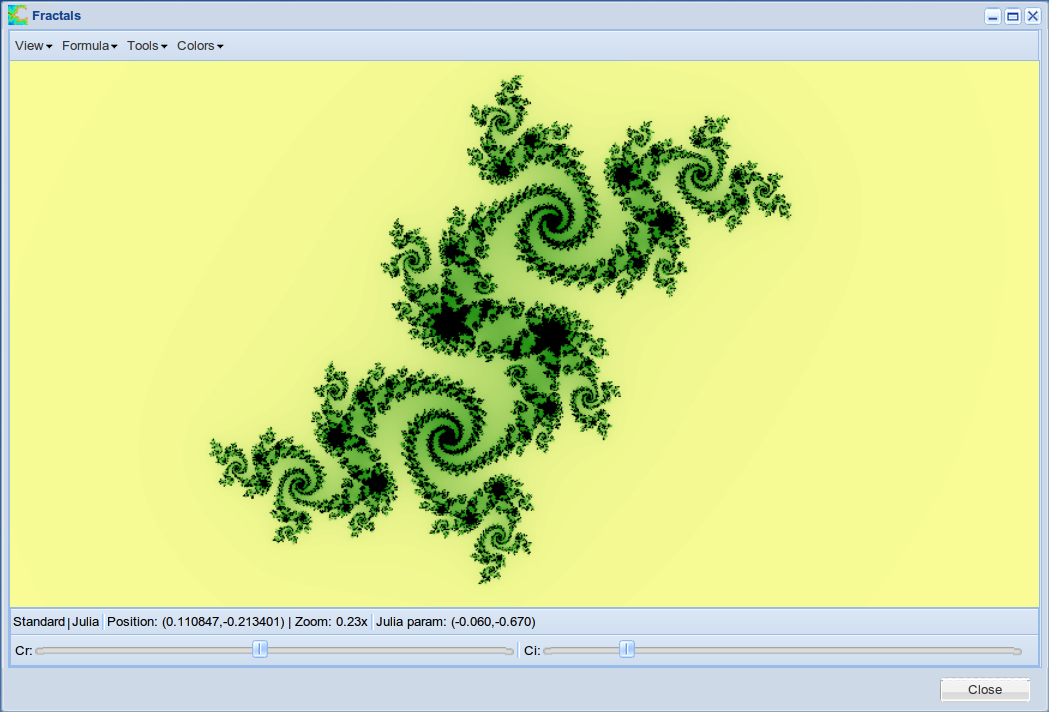 Fractals
View Formula Tools Colors
Standard | Julia Position: (0.110847,-0.213401) | Zoom: 0.23x Julia param: (-0.060,-0.670)
Cr: Ci:
Close